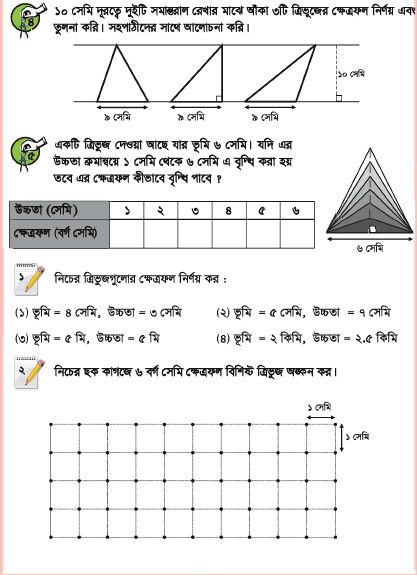 ৪
১০ সেমি দূরত্বে দুইটি সমান্তরাল রেখার মাঝে আঁকা ৩টি ত্রিভুজের ক্ষেত্রফল নির্ণয় এবং
তুলনা করি। সহপাঠীদের সাথে আলোচনা করি।
১০ সেমি
৯ সেমি ৯ সেমি ৯ সেমি
৫
একটি ত্রিভুজ দেওয়া আছে যার ভূমি ৬ সেমি। যদি এর
উচ্চতা ক্রমান্বয়ে ১ সেমি থেকে ৬ সেমি এ বৃদ্ধি করা হয়
তবে এর ক্ষেত্রফল কীভাবে বৃদ্ধি পাবে ?
উচ্চতা (সেমি) ১ ২ ৩ ৪ ৫ ৬
ক্ষেত্রফল (বর্গ সেমি)
৬ সেমি
১ নিচের ত্রিভুজগুলোর ক্ষেত্রফল নির্ণয় কর :
(১) ভূমি = ৪ সেমি, উচ্চতা = ৩ সেমি (২) ভূমি = ৫ সেমি, উচ্চতা = ৭ সেমি
(৩) ভূমি = ৫ মি, উচ্চতা = ৫ মি (৪) ভূমি = ২ কিমি, উচ্চতা = ২.৫ কিমি
২ নিচের ছক কাগজে ৬ বর্গ সেমি ক্ষেত্রফল বিশিষ্ট ত্রিভুজ অঙ্কন কর।
১ সেমি
১ সেমি